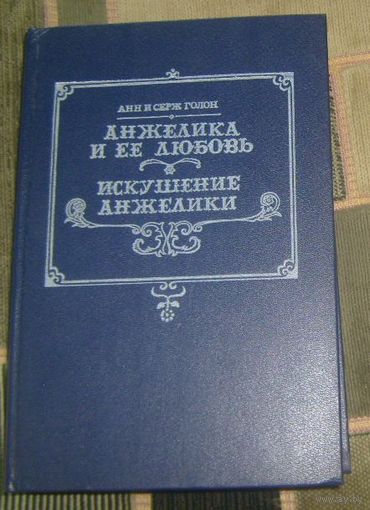 АНН И СЕРЖ ГОЛОН
АНЖЕЛИКА
И ЕЕ ЛЮБОВЬ
ИСКУШЕНИЕ
АНЖЕЛИКИ